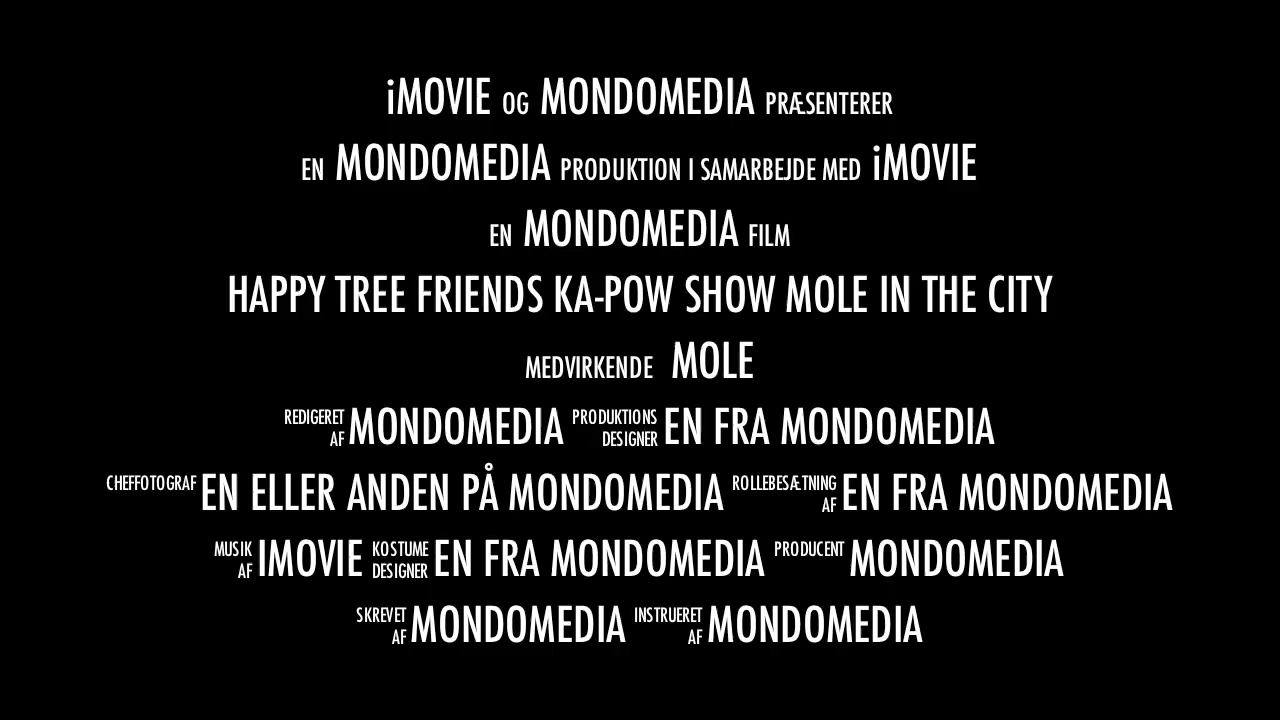 iMOVIE OG MONDOMEDIA PRÆSENTERER
EN MONDOMEDIA PRODUKTION I SAMARBEJDE MED iMOVIE
EN MONDOMEDIA FILM
HAPPY TREE FRIENDS KA-POW SHOW MOLE IN THE CITY
MEDVIRKENDE MOLE
REDIGERET AF MONDOMEDIA PRODUKTIONS DESIGNER EN FRA MONDOMEDIA
CHEFFOTOGRAF EN ELLER ANDEN PÅ MONDOMEDIA ROLLEBESÆTNING AF EN FRA MONDOMEDIA
MUSIK AF IMOVIE KOSTUME DESIGNER EN FRA MONDOMEDIA PRODUCENT MONDOMEDIA
SKREVET AF MONDOMEDIA INSTRUERET AF MONDOMEDIA